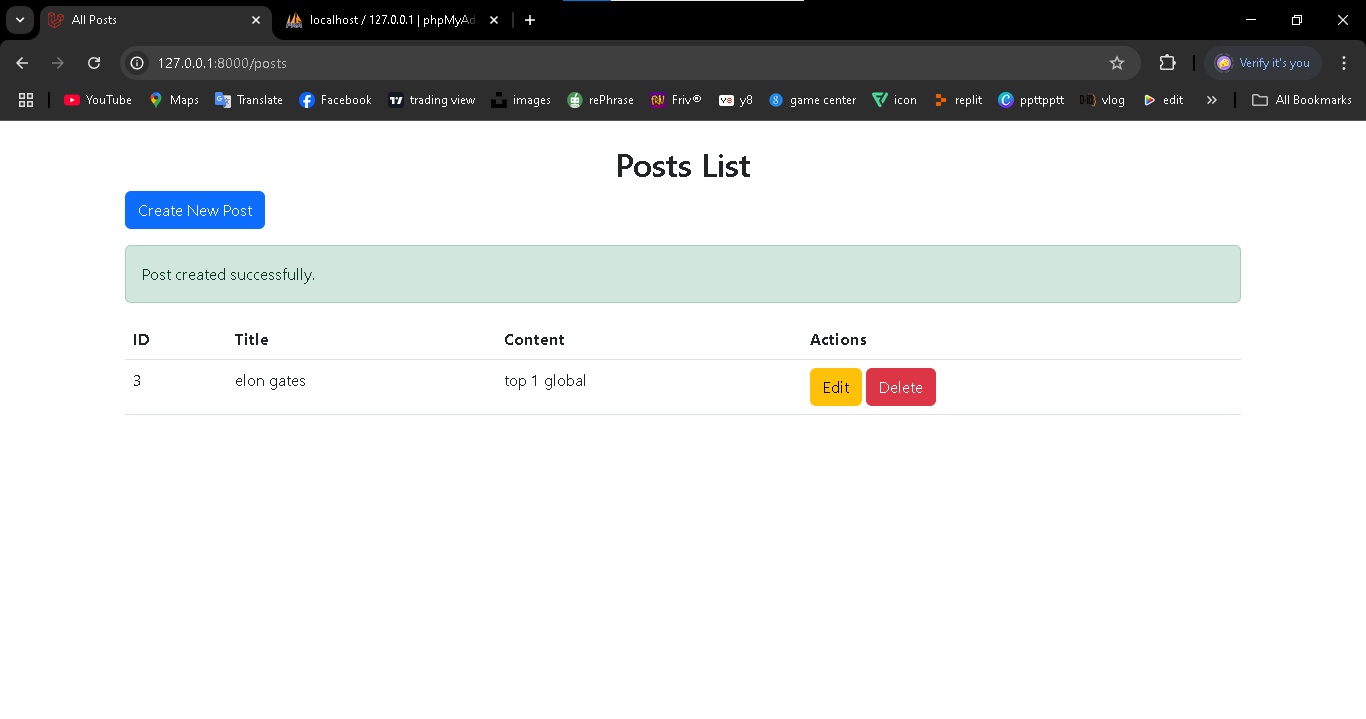 All Posts
localhost / 127.0.0.1 | phpMyAd
127.0.0.1:8000/posts
Verify it's you
YouTube Maps Translate Facebook trading view images rePhrase Friv® y8 game center icon replit ppttpptt vlog edit All Bookmarks
Posts List
Create New Post
Post created successfully.
ID Title Content Actions
3 elon gates top 1 global Edit Delete